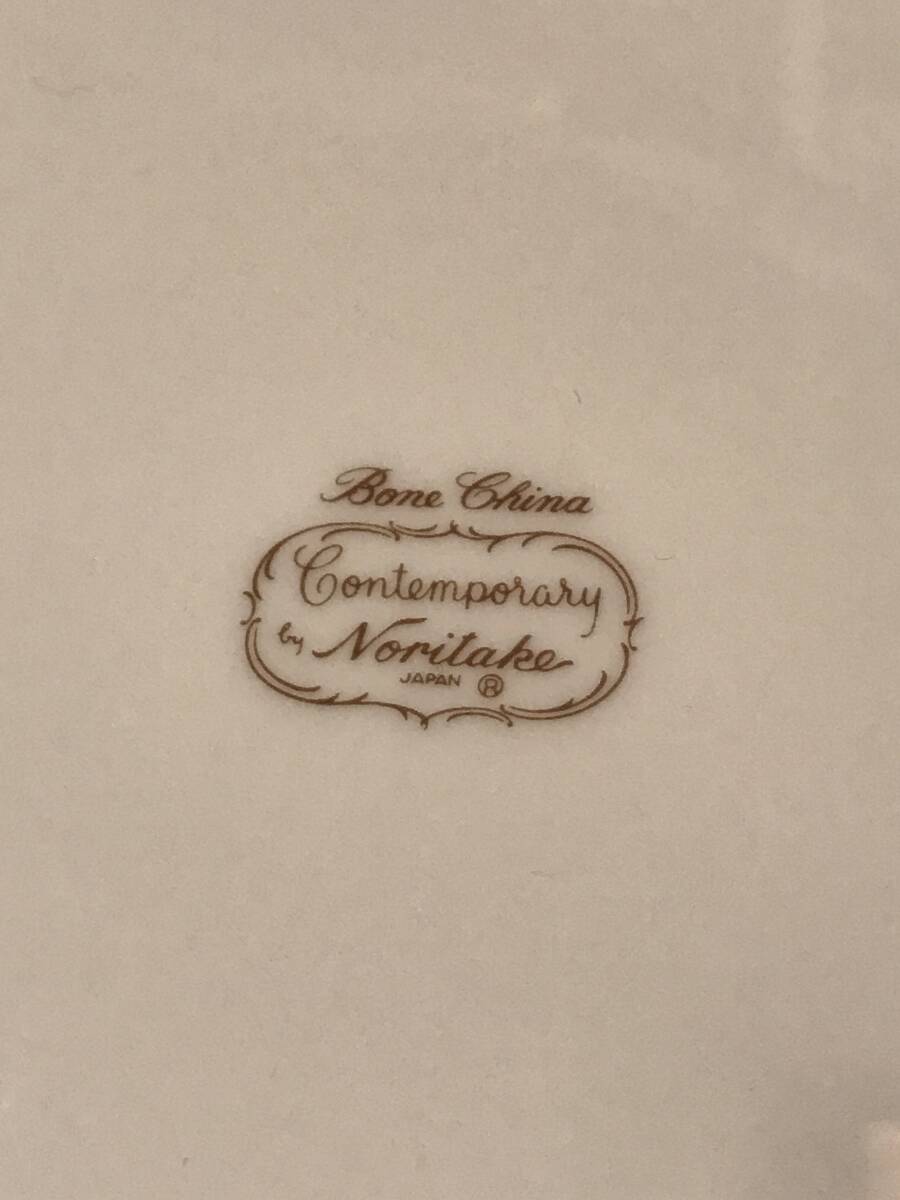 Bone China
Contemporary
by Noritake
JAPAN ®